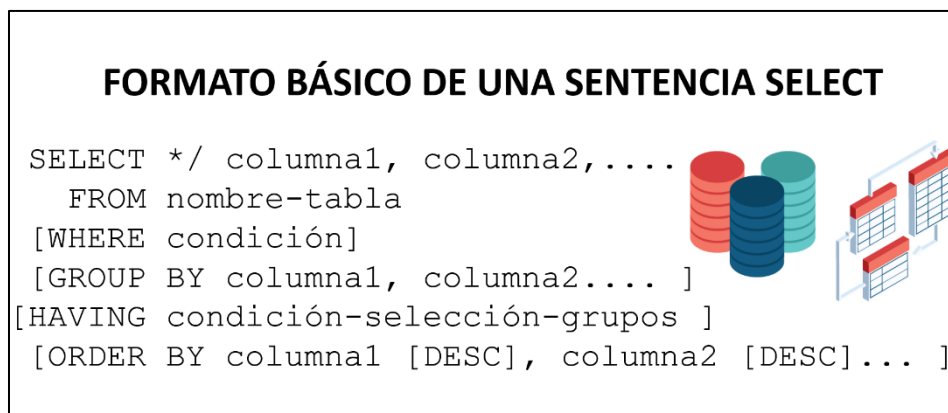 FORMATO BÁSICO DE UNA SENTENCIA SELECT
SELECT */ columna1, columna2,....
FROM nombre-tabla
[WHERE condición]
[GROUP BY columna1, columna2.... ]
[HAVING condición-selección-grupos ]
[ORDER BY columna1 [DESC], columna2 [DESC]... ]